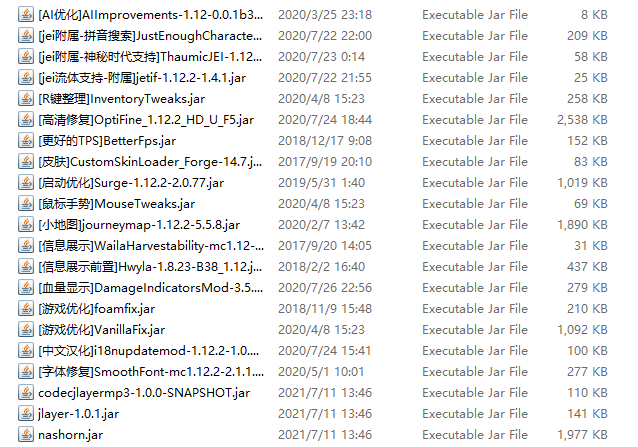 [AI优化]AIImprovements-1.12-0.0.1b3... 2020/3/25 23:18 Executable Jar File 8 KB
[jei附属-拼音搜索]JustEnoughCharacte... 2020/7/22 22:00 Executable Jar File 209 KB
[jei附属-神秘时代支持]ThaumicJEI-1.12... 2020/7/23 0:14 Executable Jar File 58 KB
[jei流体支持-附属]jetif-1.12.2-1.4.1.jar 2020/7/22 21:55 Executable Jar File 25 KB
[R键整理]InventoryTweaks.jar 2020/4/8 15:23 Executable Jar File 258 KB
[高清修复]OptiFine_1.12.2_HD_U_F5.jar 2020/7/24 18:44 Executable Jar File 2,538 KB
[更好的TPS]BetterFps.jar 2018/12/17 9:08 Executable Jar File 152 KB
[皮肤]CustomSkinLoader_Forge-14.7.j... 2017/9/19 20:10 Executable Jar File 83 KB
[启动优化]Surge-1.12.2-2.0.77.jar 2019/5/31 1:40 Executable Jar File 1,019 KB
[鼠标手势]MouseTweaks.jar 2020/4/8 15:23 Executable Jar File 69 KB
[小地图]journeymap-1.12.2-5.5.8.jar 2020/2/7 13:42 Executable Jar File 1,890 KB
[信息展示]WailaHarvestability-mc1.12-... 2017/9/20 14:05 Executable Jar File 31 KB
[信息展示前置]Hwyla-1.8.23-B38_1.12.j... 2018/2/2 16:40 Executable Jar File 437 KB
[血量显示]DamageIndicatorsMod-3.5.... 2020/7/26 22:56 Executable Jar File 279 KB
[游戏优化]foamfix.jar 2018/11/9 15:48 Executable Jar File 210 KB
[游戏优化]VanillaFix.jar 2020/4/8 15:23 Executable Jar File 1,092 KB
[中文汉化]i18nupdatemod-1.12.2-1.0.... 2020/7/24 15:41 Executable Jar File 100 KB
[字体修复]SmoothFont-mc1.12.2-2.1.1.... 2020/5/1 10:01 Executable Jar File 277 KB
codecjlayermp3-1.0.0-SNAPSHOT.jar 2021/7/11 13:46 Executable Jar File 110 KB
jlayer-1.0.1.jar 2021/7/11 13:46 Executable Jar File 141 KB
nashorn.jar 2021/7/11 13:46 Executable Jar File 1,977 KB